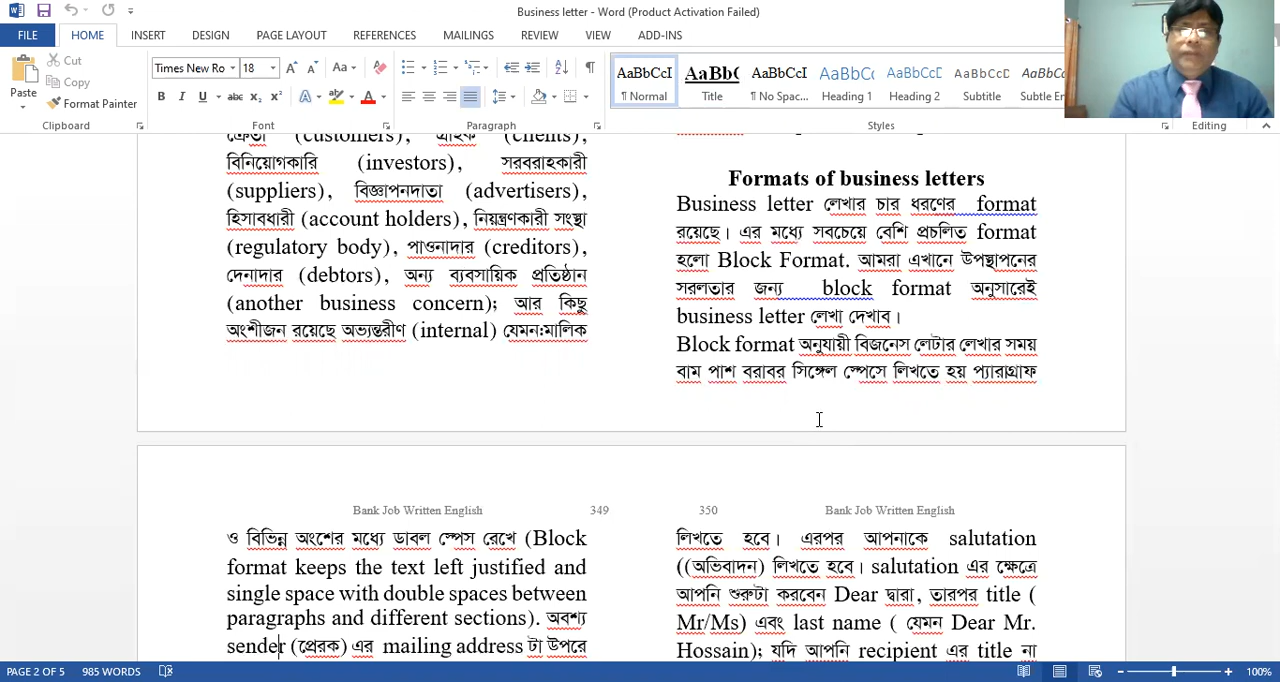 Business letter - Word (Product Activation Failed)
FILE HOME INSERT DESIGN PAGE LAYOUT REFERENCES MAILINGS REVIEW VIEW ADD-INS
Paste
Cut
Copy
Format Painter
Clipboard
Times New Ro 18
Font
Paragraph
AaBbCcI AaBb( AaBbCcI AaBbC AaBbCcD AaBbCcD AaBbCcI
¶ Normal Title ¶ No Spac... Heading 1 Heading 2 Subtitle Subtle Em
Styles
Editing
ক্রেতা (customers), গ্রাহক (clients),
বিনিয়োগকারি (investors), সরবরাহকারী
(suppliers), বিজ্ঞাপনদাতা (advertisers),
হিসাবধারী (account holders), নিয়ন্ত্রণকারী সংস্থা
(regulatory body), পাওনাদার (creditors),
দেনাদার (debtors), অন্য ব্যবসায়িক প্রতিষ্ঠান
(another business concern); আর কিছু
অংশীজন রয়েছে অভ্যন্তরীণ (internal) যেমন:মালিক
Formats of business letters
Business letter লেখার চার ধরণের format
রয়েছে। এর মধ্যে সবচেয়ে বেশি প্রচলিত format
হলো Block Format. আমরা এখানে উপস্থাপনের
সরলতার জন্য block format অনুসারেই
business letter লেখা দেখাব।
Block format অনুযায়ী বিজনেস লেটার লেখার সময়
বাম পাশ বরাবর সিঙ্গেল স্পেসে লিখতে হয় প্যারাগ্রাফ
Bank Job Written English 349
ও বিভিন্ন অংশের মধ্যে ডাবল স্পেস রেখে (Block
format keeps the text left justified and
single space with double spaces between
paragraphs and different sections). অবশ্য
sender (প্রেরক) এর mailing address টা উপরে
350 Bank Job Written English
লিখতে হবে। এরপর আপনাকে salutation
((অভিবাদন) লিখতে হবে। salutation এর ক্ষেত্রে
আপনি শুরুটা করবেন Dear দ্বারা, তারপর title (
Mr/Ms) এবং last name ( যেমন Dear Mr.
Hossain); যদি আপনি recipient এর title না
PAGE 2 OF 5 985 WORDS 100%